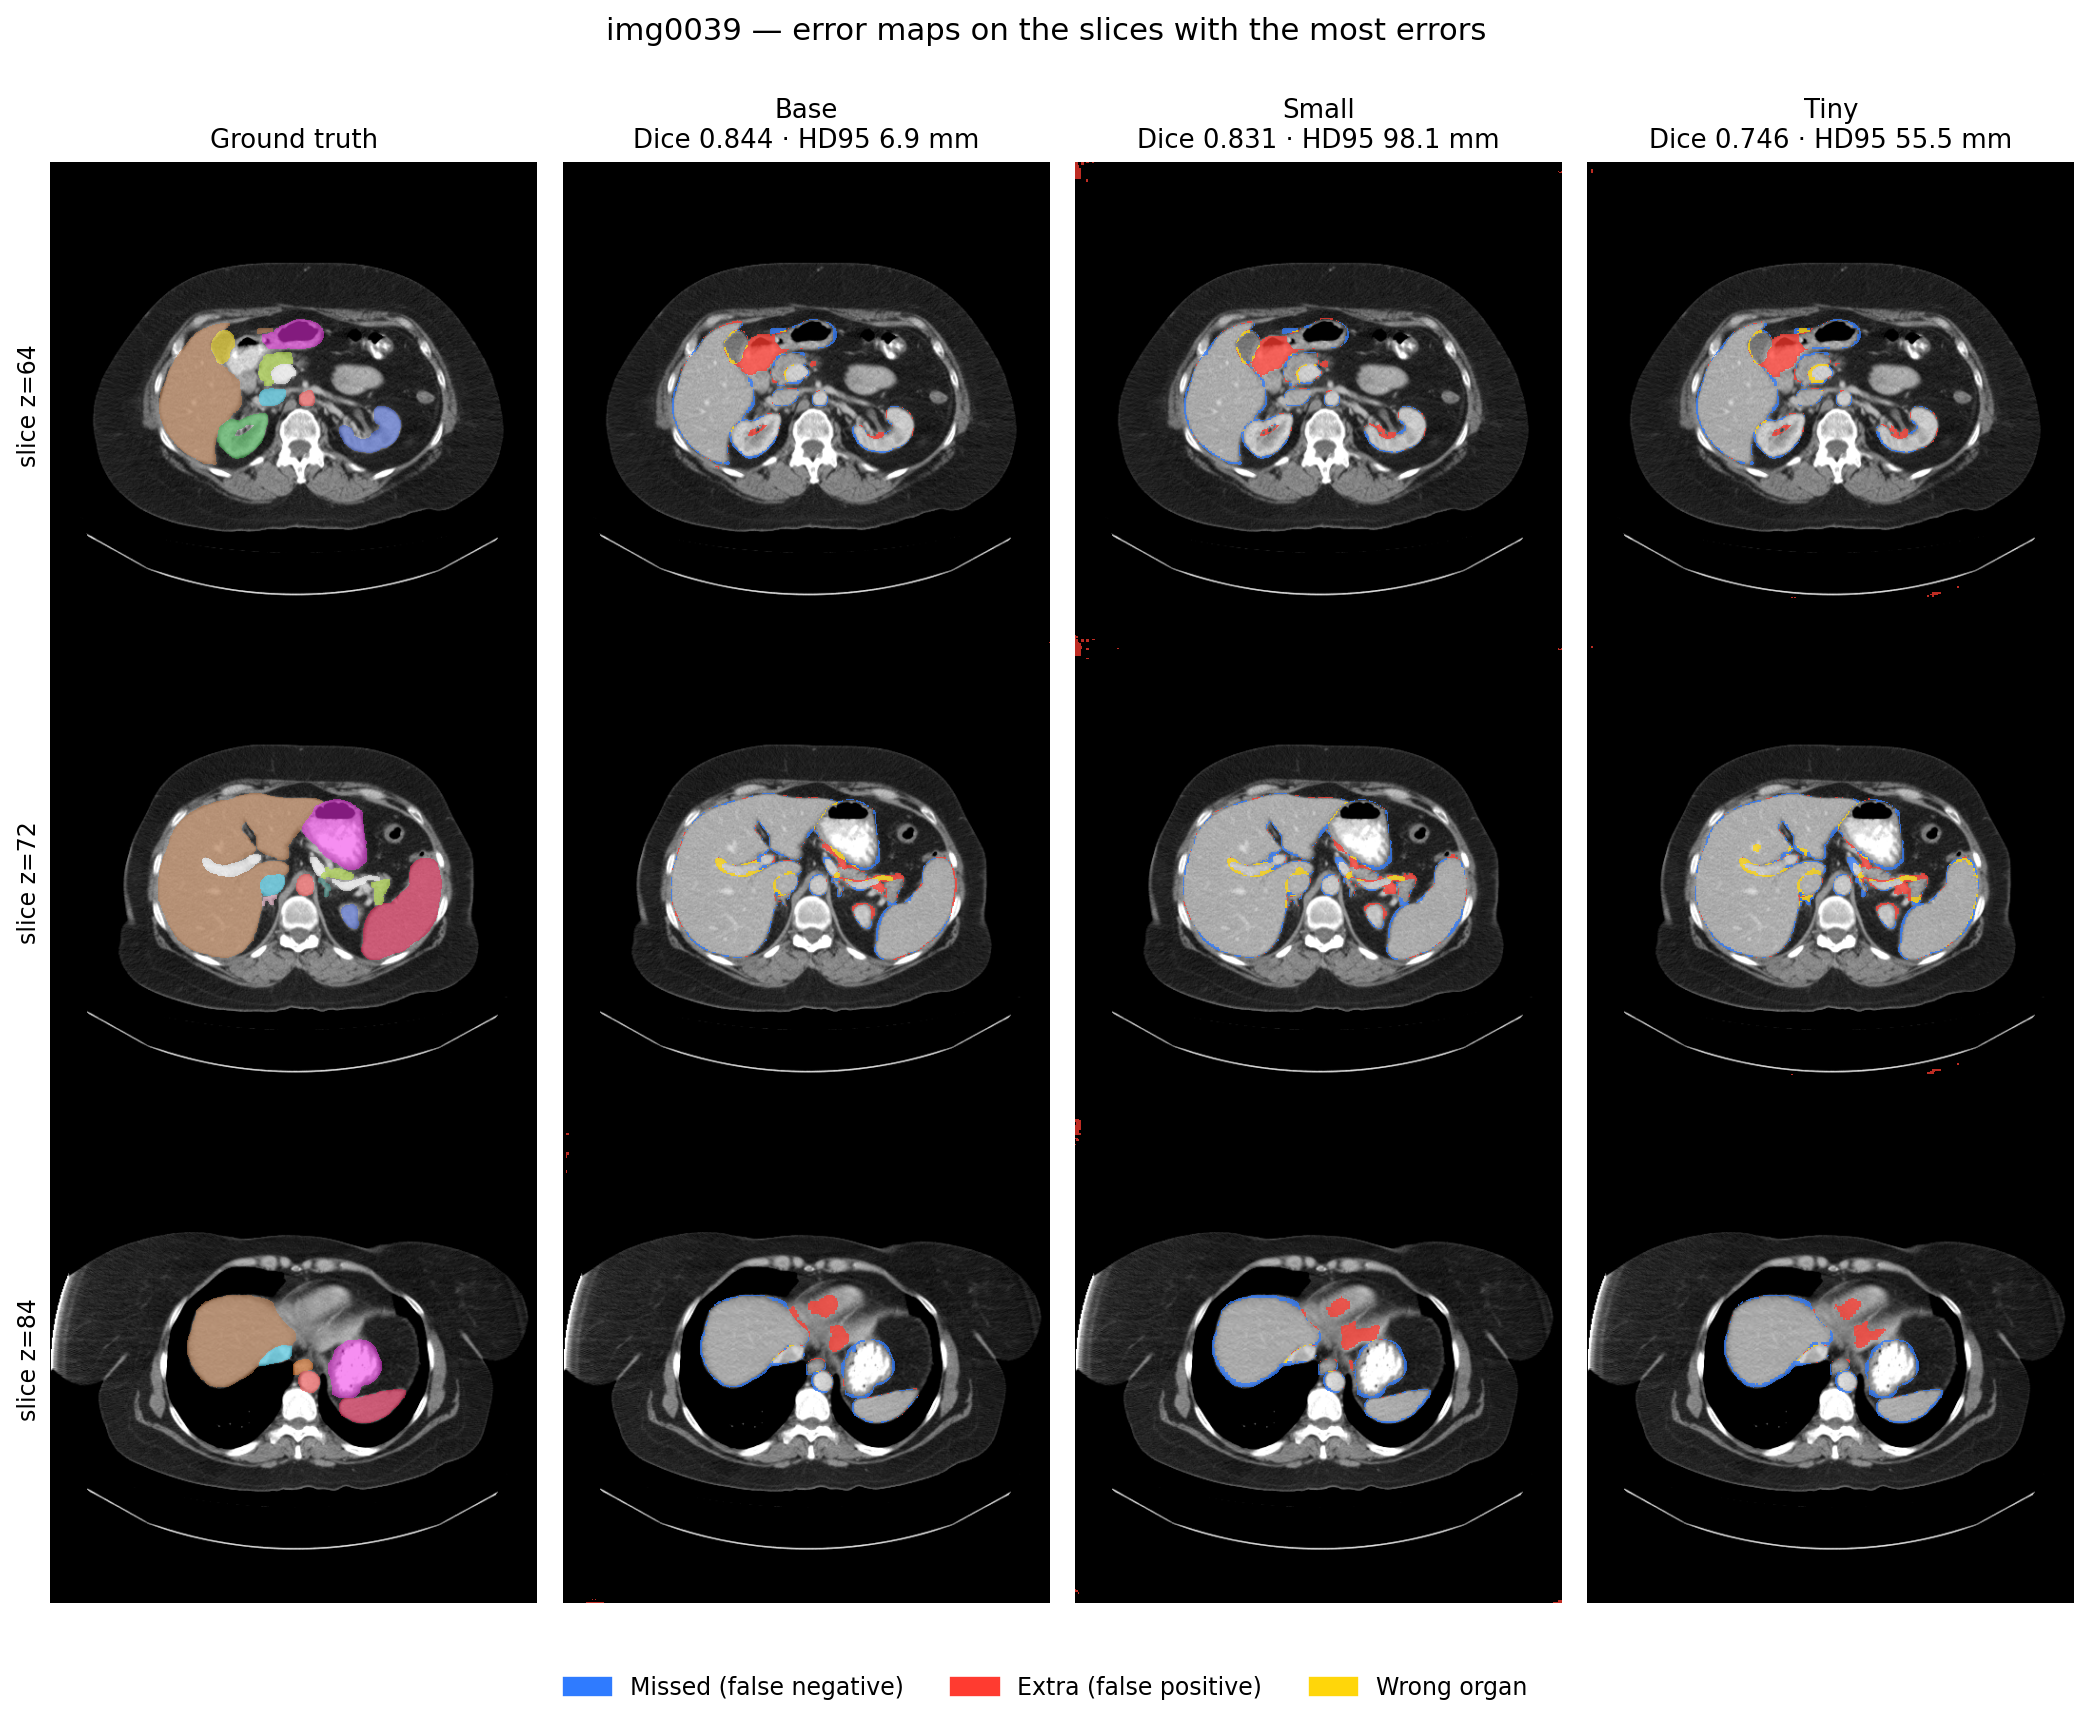 img0039 — error maps on the slices with the most errors
Ground truth
Base
Dice 0.844 · HD95 6.9 mm
Small
Dice 0.831 · HD95 98.1 mm
Tiny
Dice 0.746 · HD95 55.5 mm
slice z=64
slice z=72
slice z=84
Missed (false negative)
Extra (false positive)
Wrong organ